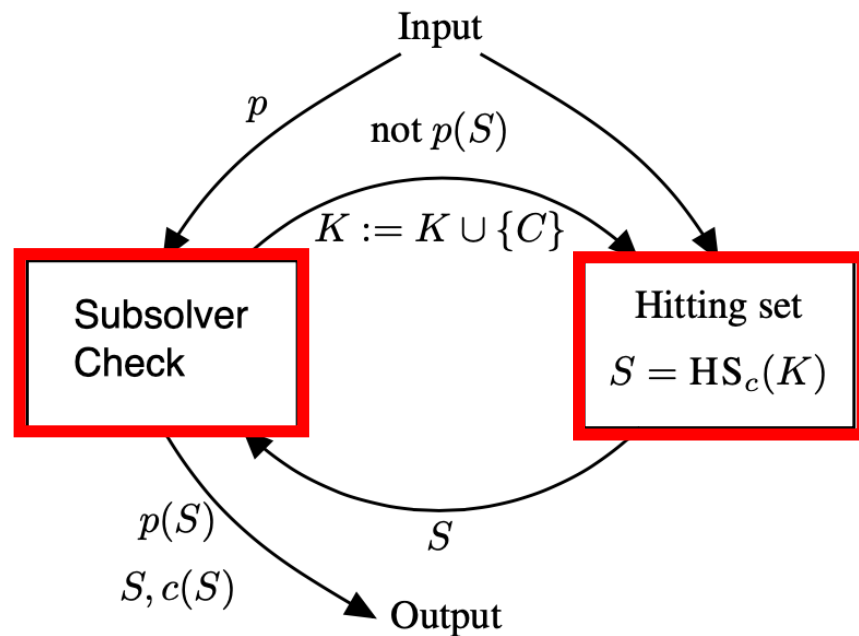 Input
p
not p(S)
K := K ∪ {C}
Subsolver
Check
Hitting set
S = HS_c(K)
p(S)
S, c(S)
S
Output